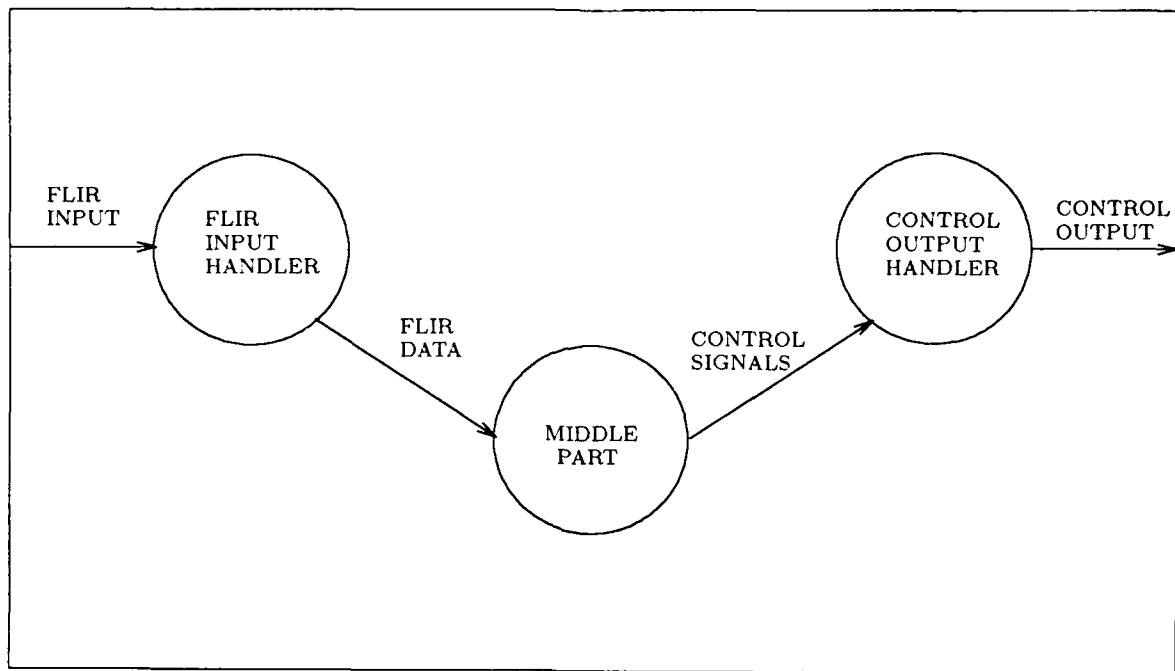 FLIR
INPUT
FLIR
INPUT
HANDLER
FLIR
DATA
MIDDLE
PART
CONTROL
SIGNALS
CONTROL
OUTPUT
HANDLER
CONTROL
OUTPUT